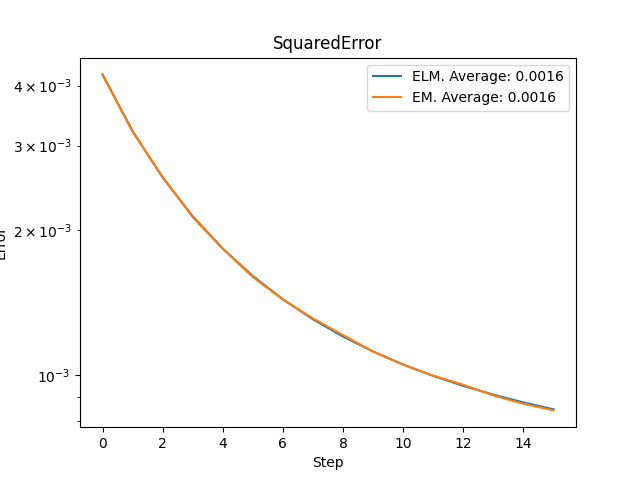 SquaredError
ELM. Average: 0.0016
EM. Average: 0.0016
4 × 10⁻³
3 × 10⁻³
2 × 10⁻³
10⁻³
Error
0 2 4 6 8 10 12 14
Step